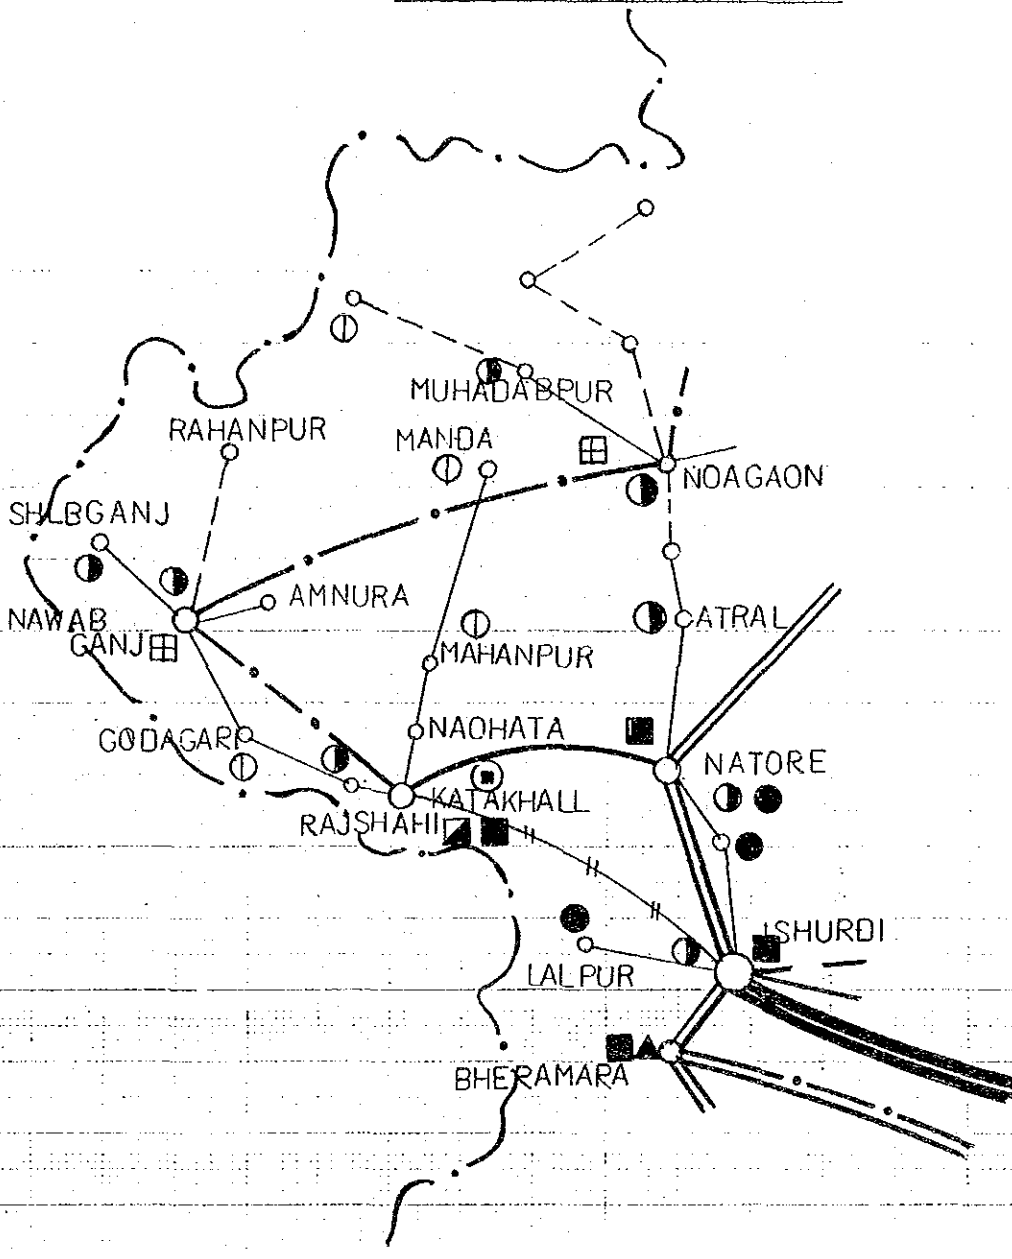 MUHADABPUR
RAHANPUR
MANDA
NOAGAON
SHLBGANJ
AMNURA
NAWAB
GANJ
ATRAL
MAHANPUR
NAOHATA
GODAGARI
NATORE
KATAKHALL
RAJSHAHI
ISHURDI
LALPUR
BHERAMARA